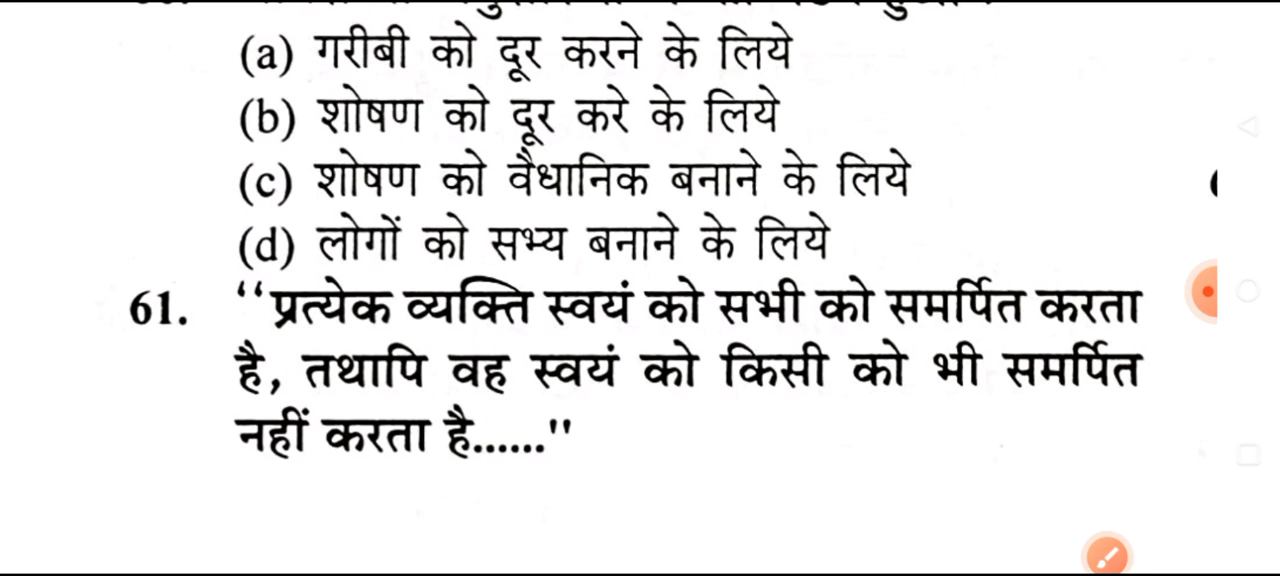 (a) गरीबी को दूर करने के लिये
(b) शोषण को दूर करे के लिये
(c) शोषण को वैधानिक बनाने के लिये
(d) लोगों को सभ्य बनाने के लिये
61. “प्रत्येक व्यक्ति स्वयं को सभी को समर्पित करता
है, तथापि वह स्वयं को किसी को भी समर्पित
नहीं करता है......"